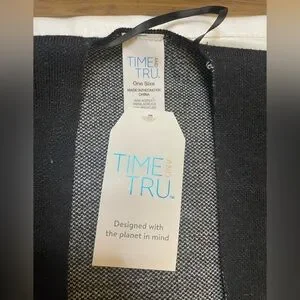 TIME AND
TRU
One Size
MADE IN/HECHO EN
CHINA
TIME AND
TRU
Designed with
the planet in mind